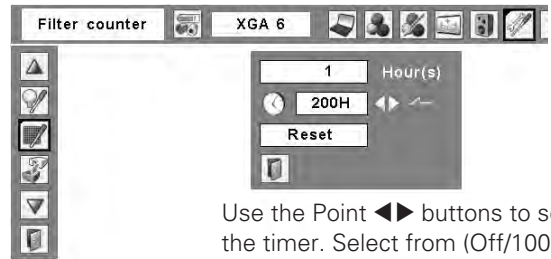 Filter counter XGA 6
1 Hour(s)
200H
Reset
Use the Point ◀▶ buttons to
the timer. Select from (Off/100